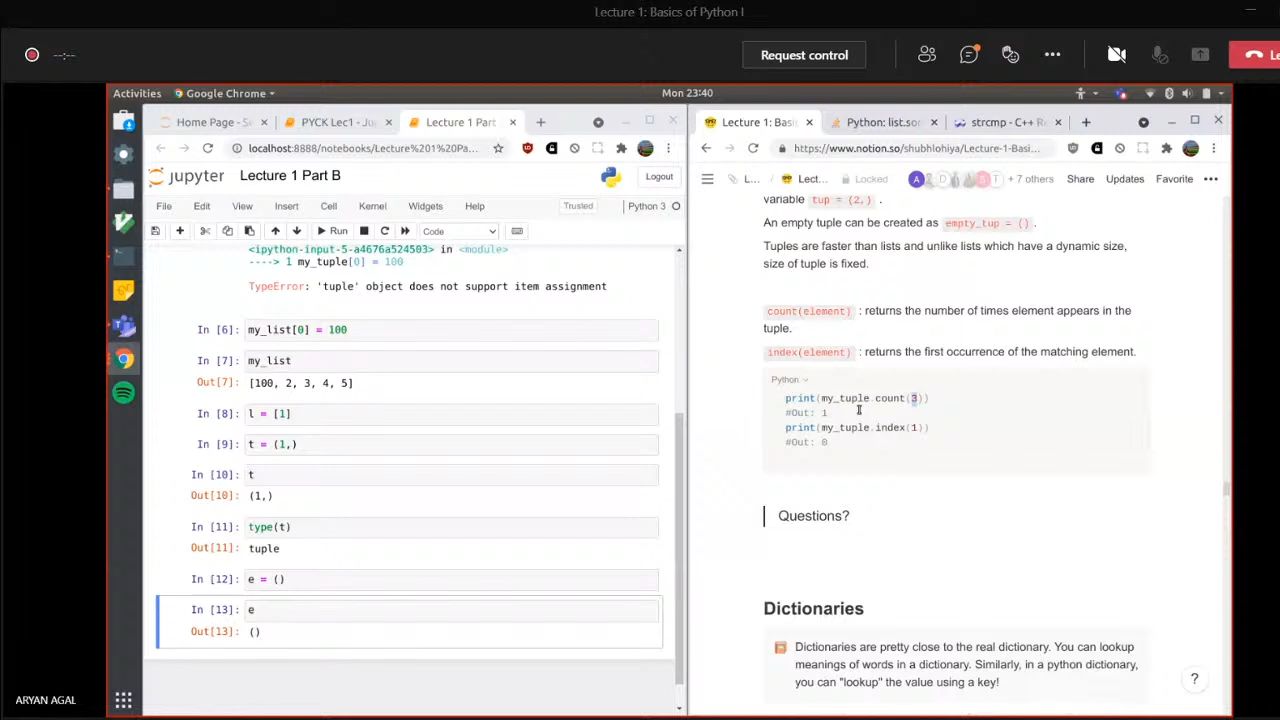 Lecture 1: Basics of Python I
--:--
Request control
Activities
Google Chrome
Mon 23:40
Home Page - Se
PYCK Lec1 - Ju
Lecture 1 Part
localhost:8888/notebooks/Lecture%201%20Pa...
jupyter
Lecture 1 Part B
Logout
File
Edit
View
Insert
Cell
Kernel
Widgets
Help
Trusted
Python 3
Run
Code
<ipython-input-5-a4676a524503> in <module>
----> 1 my_tuple[0] = 100
TypeError: 'tuple' object does not support item assignment
In [6]: my_list[0] = 100
In [7]: my_list
Out[7]: [100, 2, 3, 4, 5]
In [8]: l = [1]
In [9]: t = (1,)
In [10]: t
Out[10]: (1,)
In [11]: type(t)
Out[11]: tuple
In [12]: e = ()
In [13]: e
Out[13]: ()
ARYAN AGAL
Lecture 1: Basi
Python: list.so
strcmp - C++ R
https://www.notion.so/shubhlohiya/Lecture-1-Basi...
L...
Lect...
Locked
A
D
S
T
+ 7 others
Share
Updates
Favorite
variable tup = (2,) .
An empty tuple can be created as empty_tup = () .
Tuples are faster than lists and unlike lists which have a dynamic size,
size of tuple is fixed.
count(element) : returns the number of times element appears in the
tuple.
index(element) : returns the first occurrence of the matching element.
Python
print(my_tuple.count(3))
#Out: 1
print(my_tuple.index(1))
#Out: 0
Questions?
Dictionaries
Dictionaries are pretty close to the real dictionary. You can lookup
meanings of words in a dictionary. Similarly, in a python dictionary,
you can "lookup" the value using a key!
?